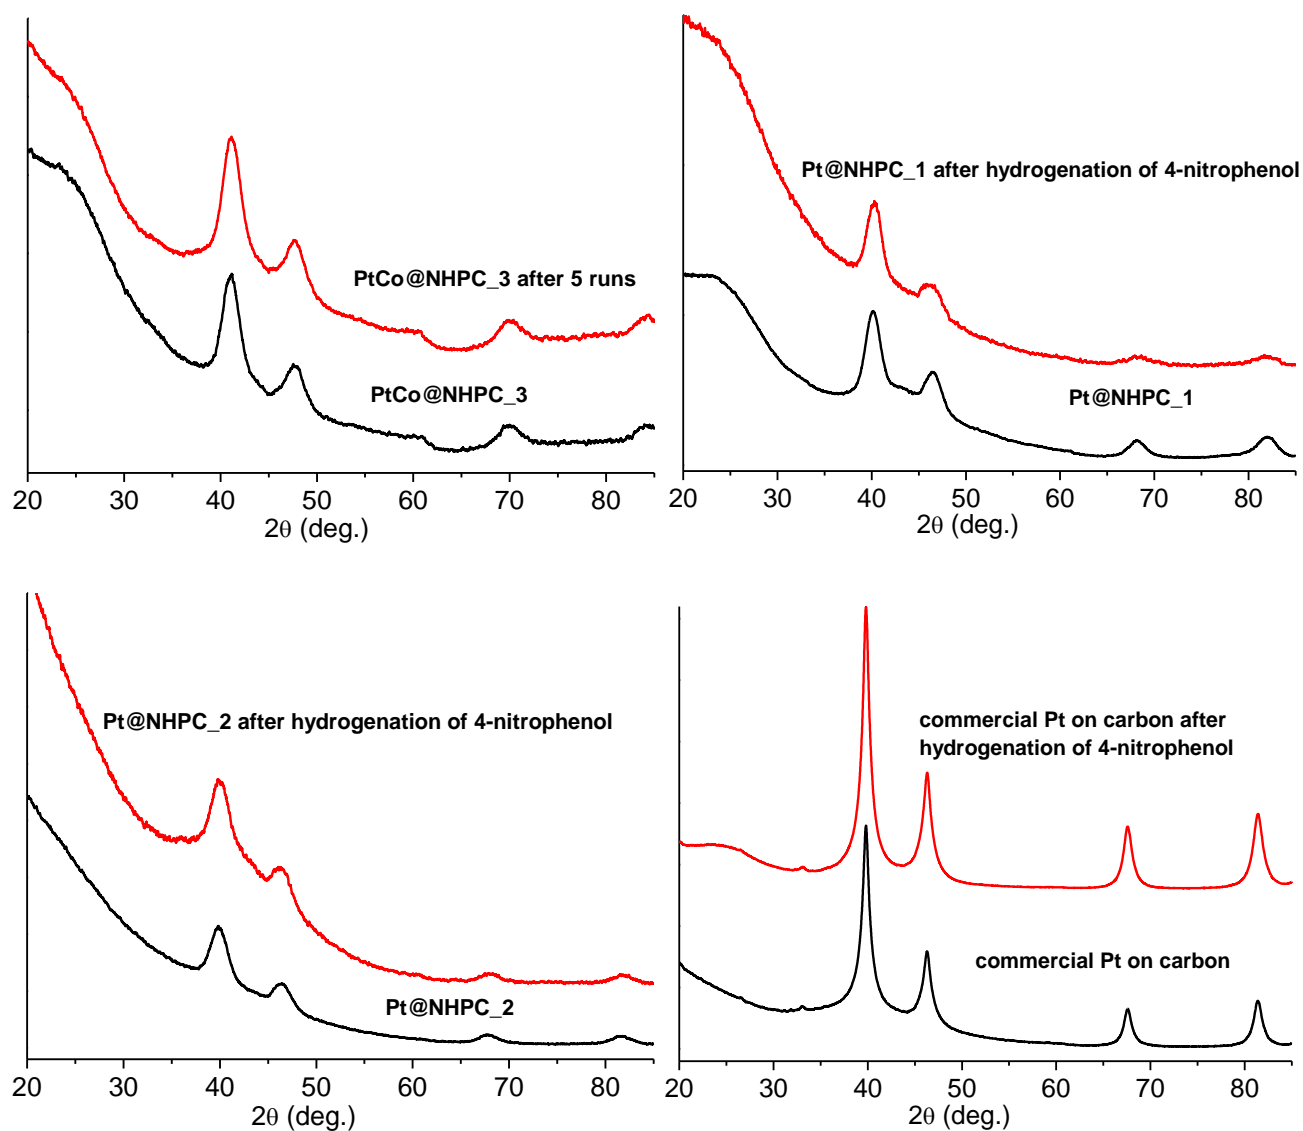 PtCo@NHPC_3 after 5 runs
PtCo@NHPC_3
20 30 40 50 60 70 80
2θ (deg.)
Pt@NHPC_1 after hydrogenation of 4-nitrophenol
Pt@NHPC_1
20 30 40 50 60 70 80
2θ (deg.)
Pt@NHPC_2 after hydrogenation of 4-nitrophenol
Pt@NHPC_2
20 30 40 50 60 70 80
2θ (deg.)
commercial Pt on carbon after
hydrogenation of 4-nitrophenol
commercial Pt on carbon
20 30 40 50 60 70 80
2θ (deg.)